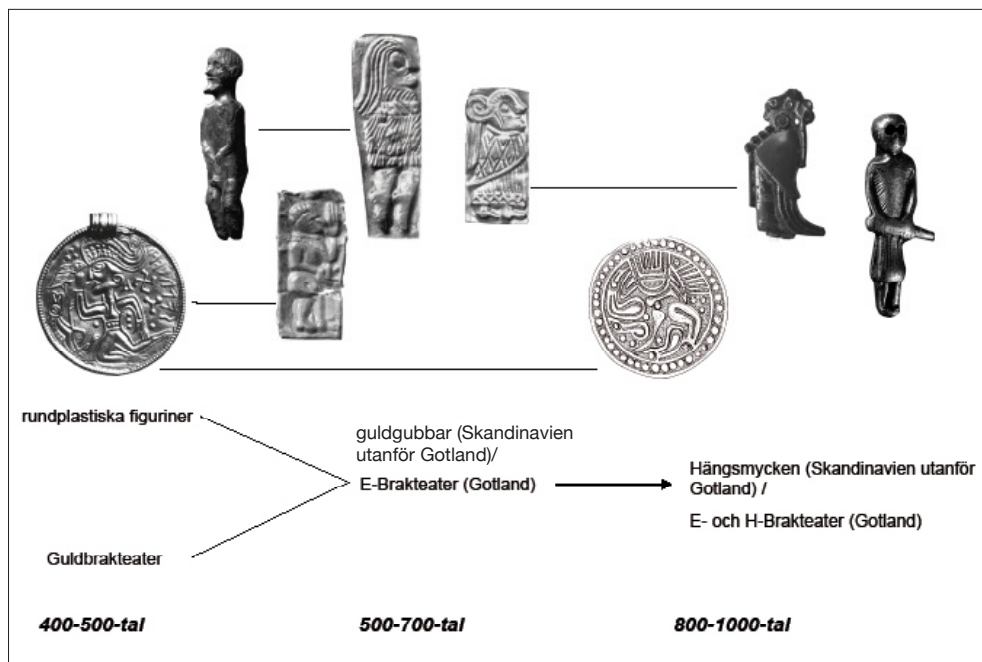 rundplastiska figuriner
guldgubbar (Skandinavien
utanför Gotland)/
E-Brakteater (Gotland)
Hängsmycken (Skandinavien utanför
Gotland) /
E- och H-Brakteater (Gotland)
Guldbrakteater
400-500-tal
500-700-tal
800-1000-tal